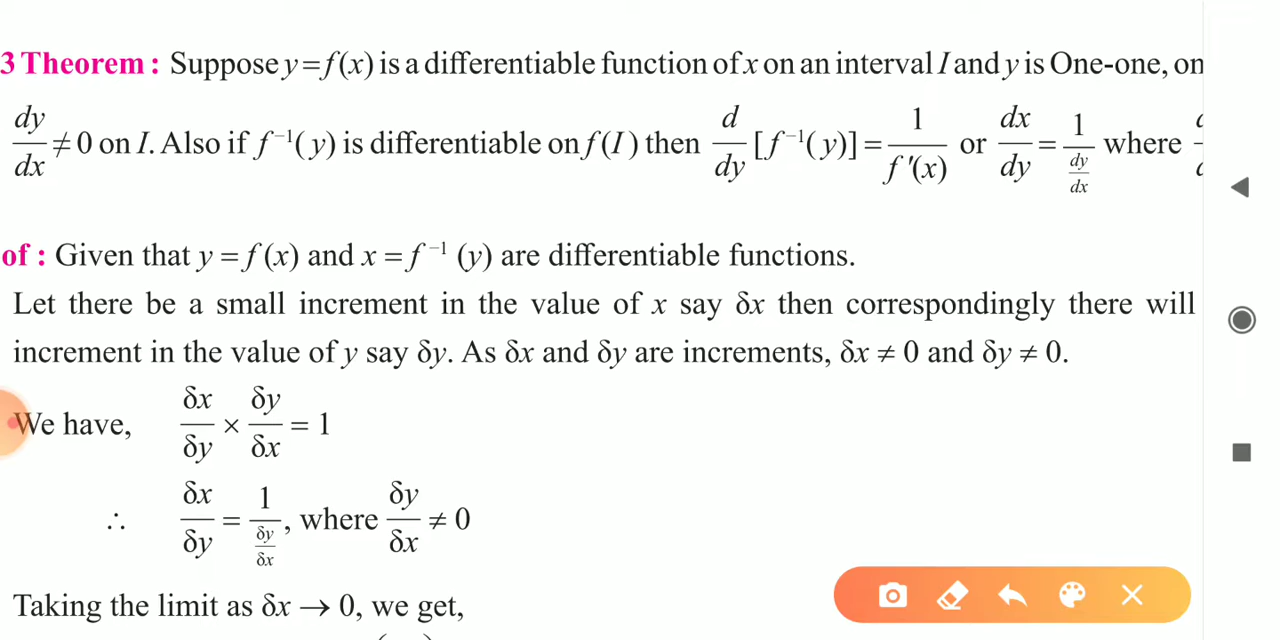 3 Theorem : Suppose y = f(x) is a differentiable function of x on an interval I and y is One-one, on
dy/dx ≠ 0 on I. Also if f⁻¹(y) is differentiable on f(I) then d/dy [f⁻¹(y)] = 1/f '(x) or dx/dy = 1/(dy/dx) where
of : Given that y = f (x) and x = f ⁻¹ (y) are differentiable functions.
Let there be a small increment in the value of x say δx then correspondingly there will
increment in the value of y say δy. As δx and δy are increments, δx ≠ 0 and δy ≠ 0.
We have, δx/δy × δy/δx = 1
∴ δx/δy = 1/(δy/δx), where δy/δx ≠ 0
Taking the limit as δx → 0, we get,